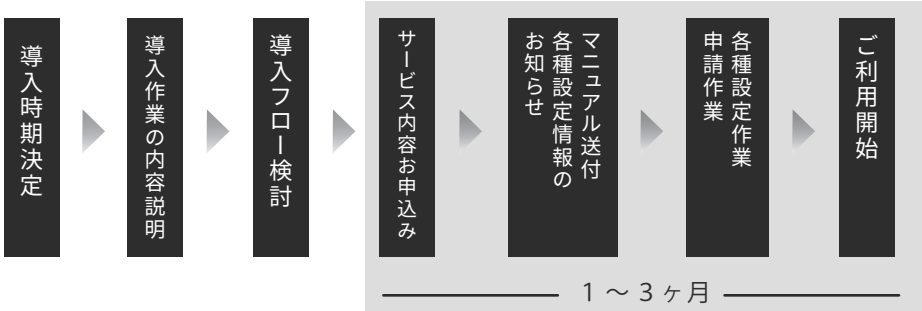 導入時期決定
導入作業の内容説明
導入フロー検討
サービス内容お申込み
マニュアル送付
各種設定情報の
お知らせ
各種設定作業
申請作業
ご利用開始
1～3ヶ月